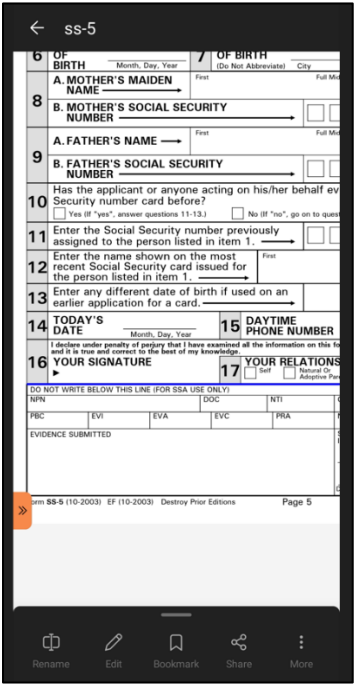 ss-5
6 OF BIRTH Month, Day, Year 7 OF BIRTH (Do Not Abbreviate) City
8 A. MOTHER'S MAIDEN NAME First Full Mid
B. MOTHER'S SOCIAL SECURITY NUMBER
9 A. FATHER'S NAME First Full Mid
B. FATHER'S SOCIAL SECURITY NUMBER
10 Has the applicant or anyone acting on his/her behalf ev
Security number card before?
Yes (If "yes", answer questions 11-13.) No (If "no", go on to quest
11 Enter the Social Security number previously
assigned to the person listed in item 1.
12 Enter the name shown on the most First
recent Social Security card issued for
the person listed in item 1.
13 Enter any different date of birth if used on an
earlier application for a card.
14 TODAY'S DATE Month, Day, Year 15 DAYTIME PHONE NUMBER
I declare under penalty of perjury that I have examined all the information on this fo
and it is true and correct to the best of my knowledge.
16 YOUR SIGNATURE 17 YOUR RELATIONS
Self Natural Or Adoptive Par
DO NOT WRITE BELOW THIS LINE (FOR SSA USE ONLY)
NPN DOC NTI
PBC EVI EVA EVC PRA
EVIDENCE SUBMITTED
orm SS-5 (10-2003) EF (10-2003) Destroy Prior Editions Page 5
Rename Edit Bookmark Share More